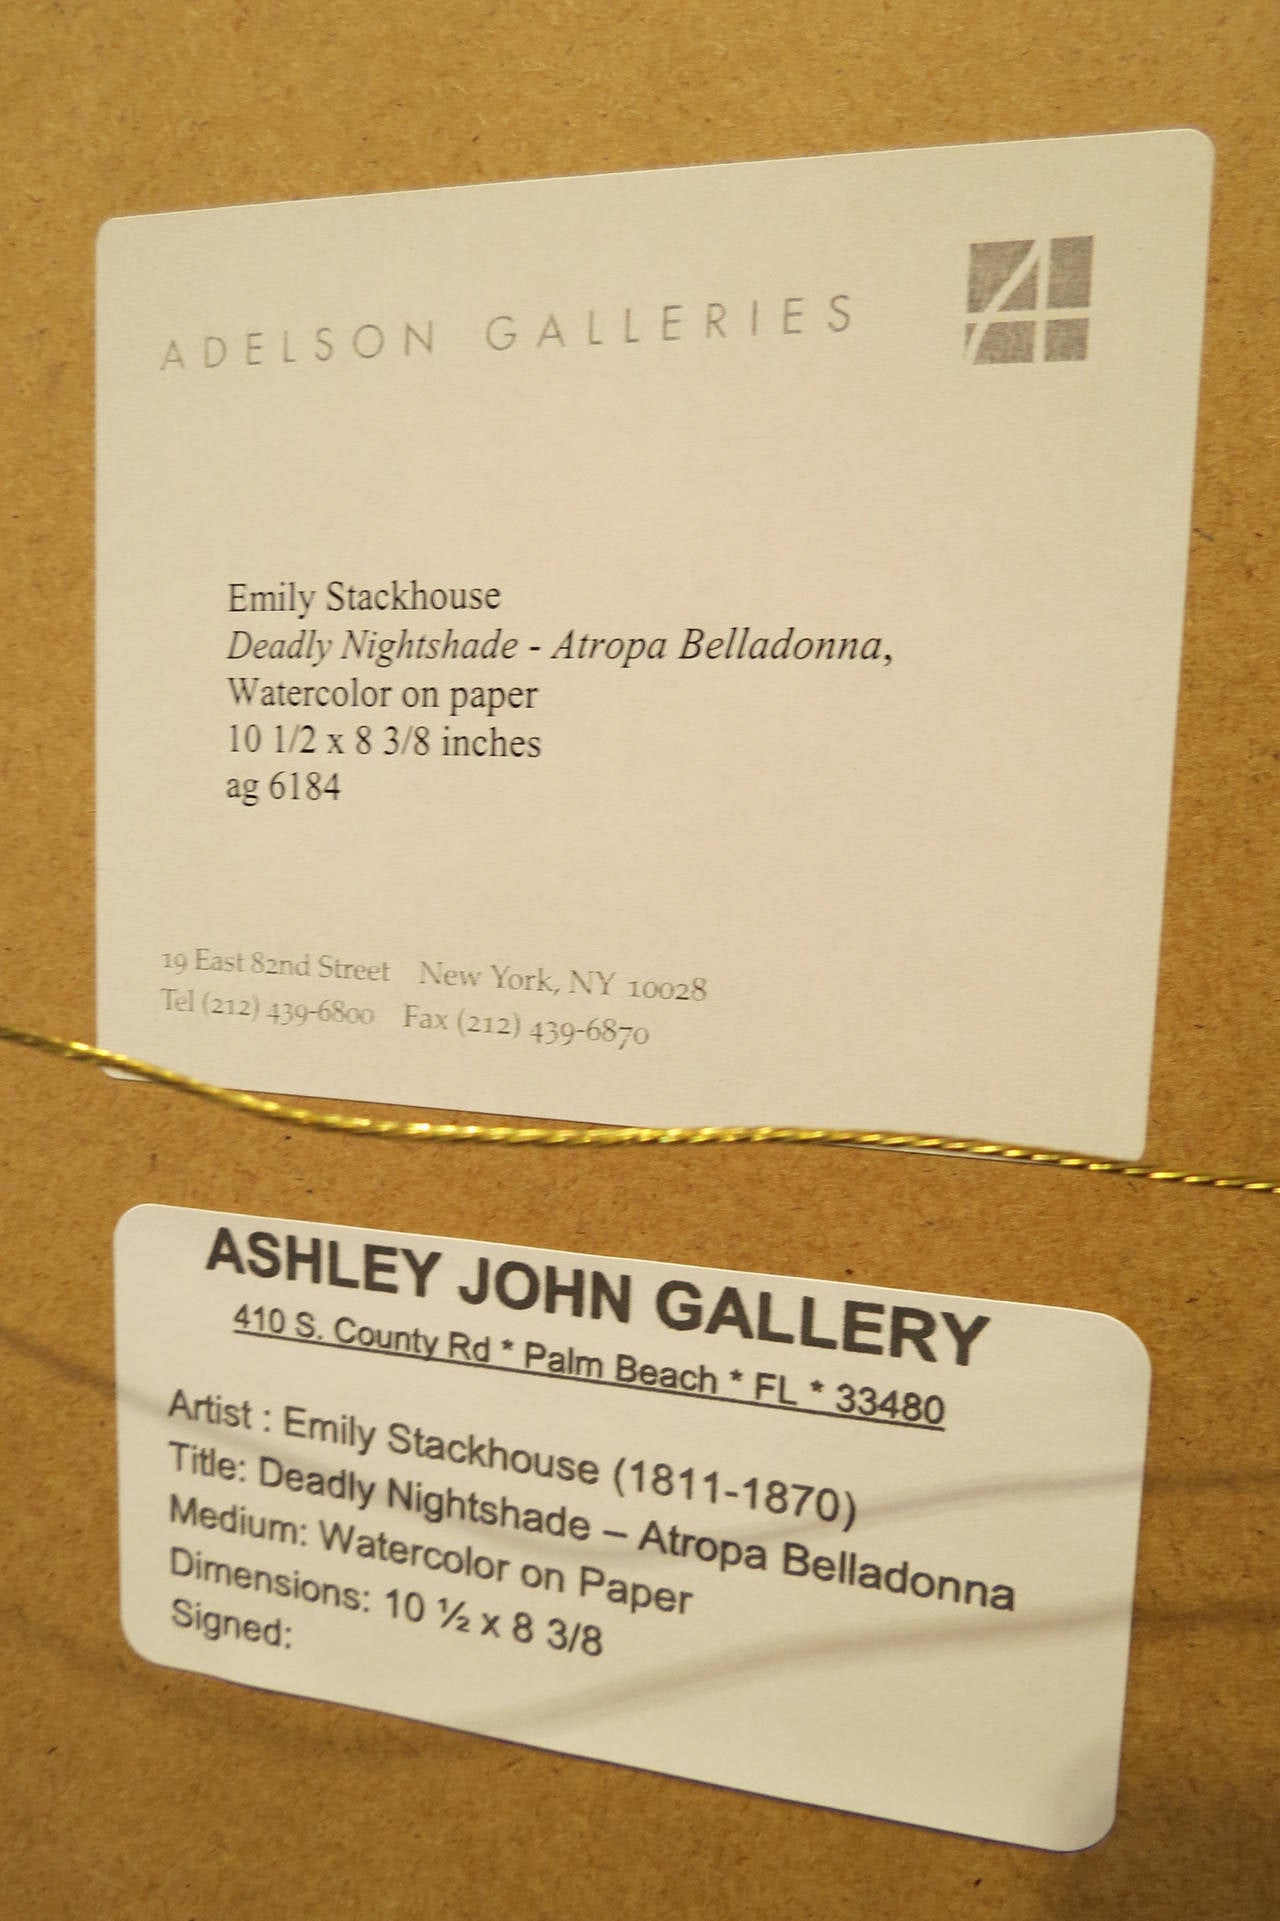 ADELSON GALLERIES
Emily Stackhouse
Deadly Nightshade - Atropa Belladonna,
Watercolor on paper
10 1/2 x 8 3/8 inches
ag 6184
19 East 82nd Street New York, NY 10028
Tel (212) 439-6800 Fax (212) 439-6870
ASHLEY JOHN GALLERY
410 S. County Rd * Palm Beach * FL * 33480
Artist : Emily Stackhouse (1811-1870)
Title: Deadly Nightshade – Atropa Belladonna
Medium: Watercolor on Paper
Dimensions: 10 ½ x 8 3/8
Signed: